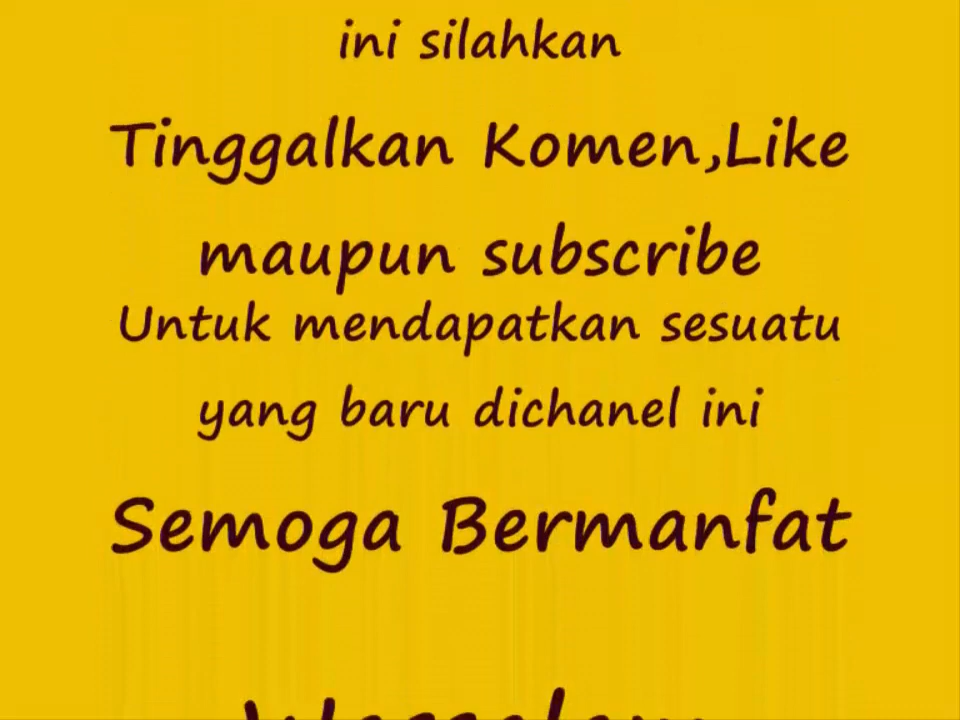 ini silahkan
Tinggalkan Komen,Like
maupun subscribe
Untuk mendapatkan sesuatu
yang baru dichanel ini
Semoga Bermanfat